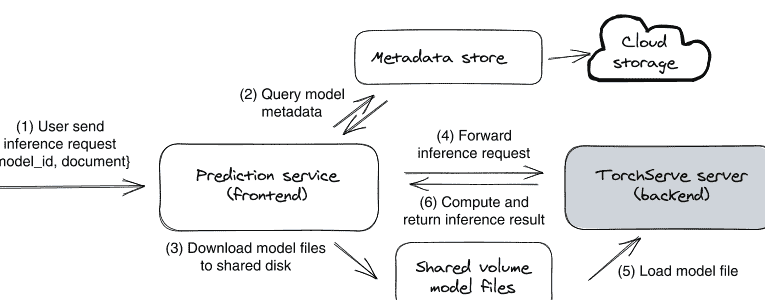 Cloud
storage
Metadata store
(2) Query model
metadata
(1) User send
inference request
model_id, document}
(4) Forward
inference request
Prediction service
(frontend)
TorchServe server
(backend)
(6) Compute and
return inference result
(3) Download model files
to shared disk
Shared volume
model files
(5) Load model file